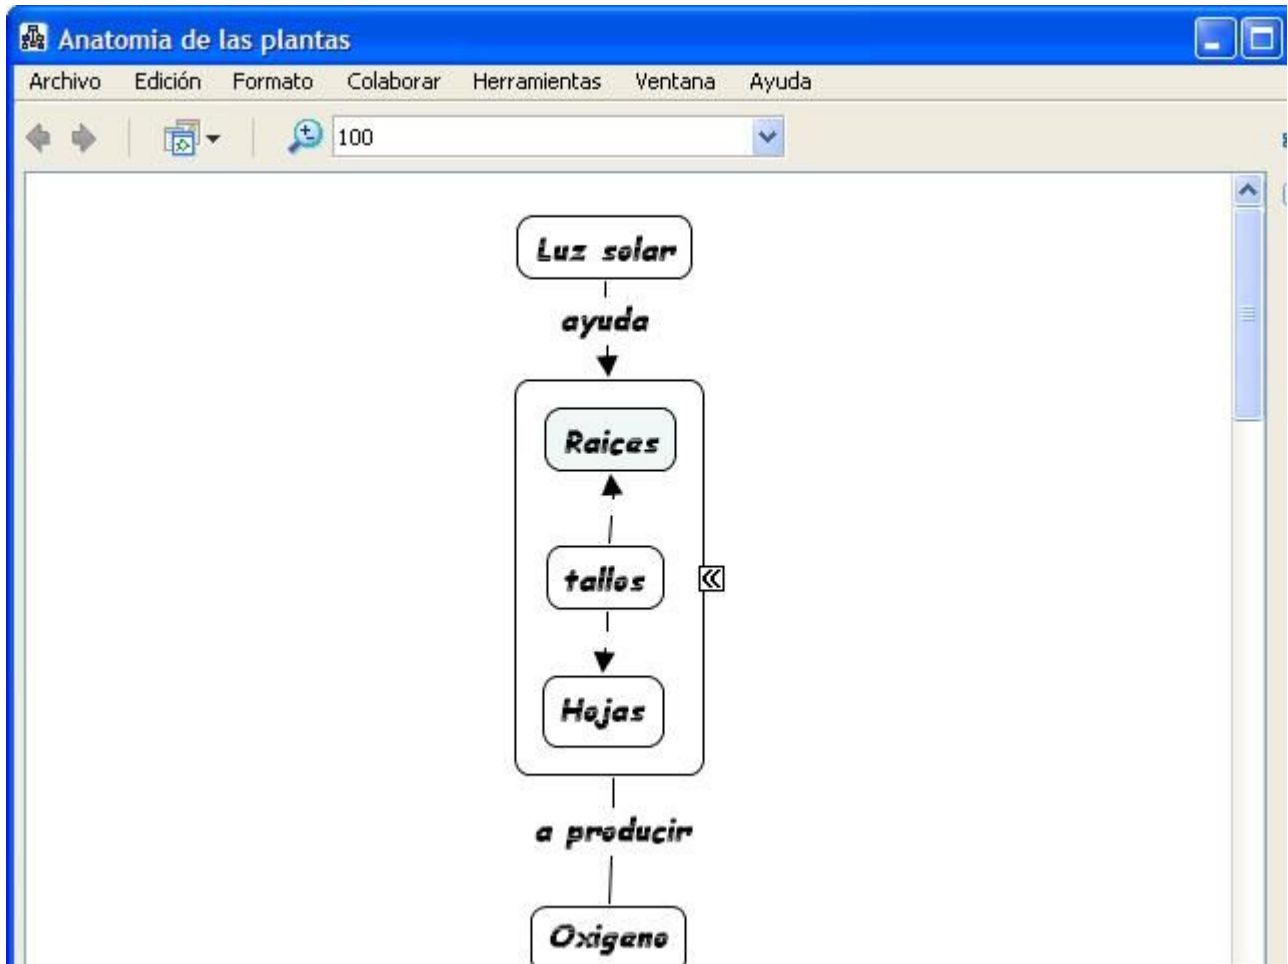 Anatomia de las plantas
Archivo Edición Formato Colaborar Herramientas Ventana Ayuda
100
Luz solar
ayuda
Raices
tallos
Hojas
a producir
Oxigeno